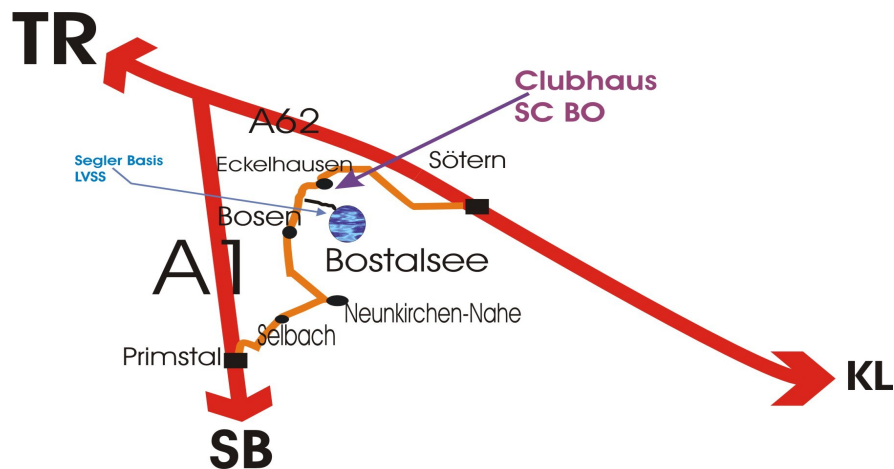 TR
Clubhaus
SC BO
A62
Sötern
Eckelhausen
Segler Basis
LVSS
Bosen
Bostalsee
A1
Neunkirchen-Nahe
Selbach
Primstal
KL
SB